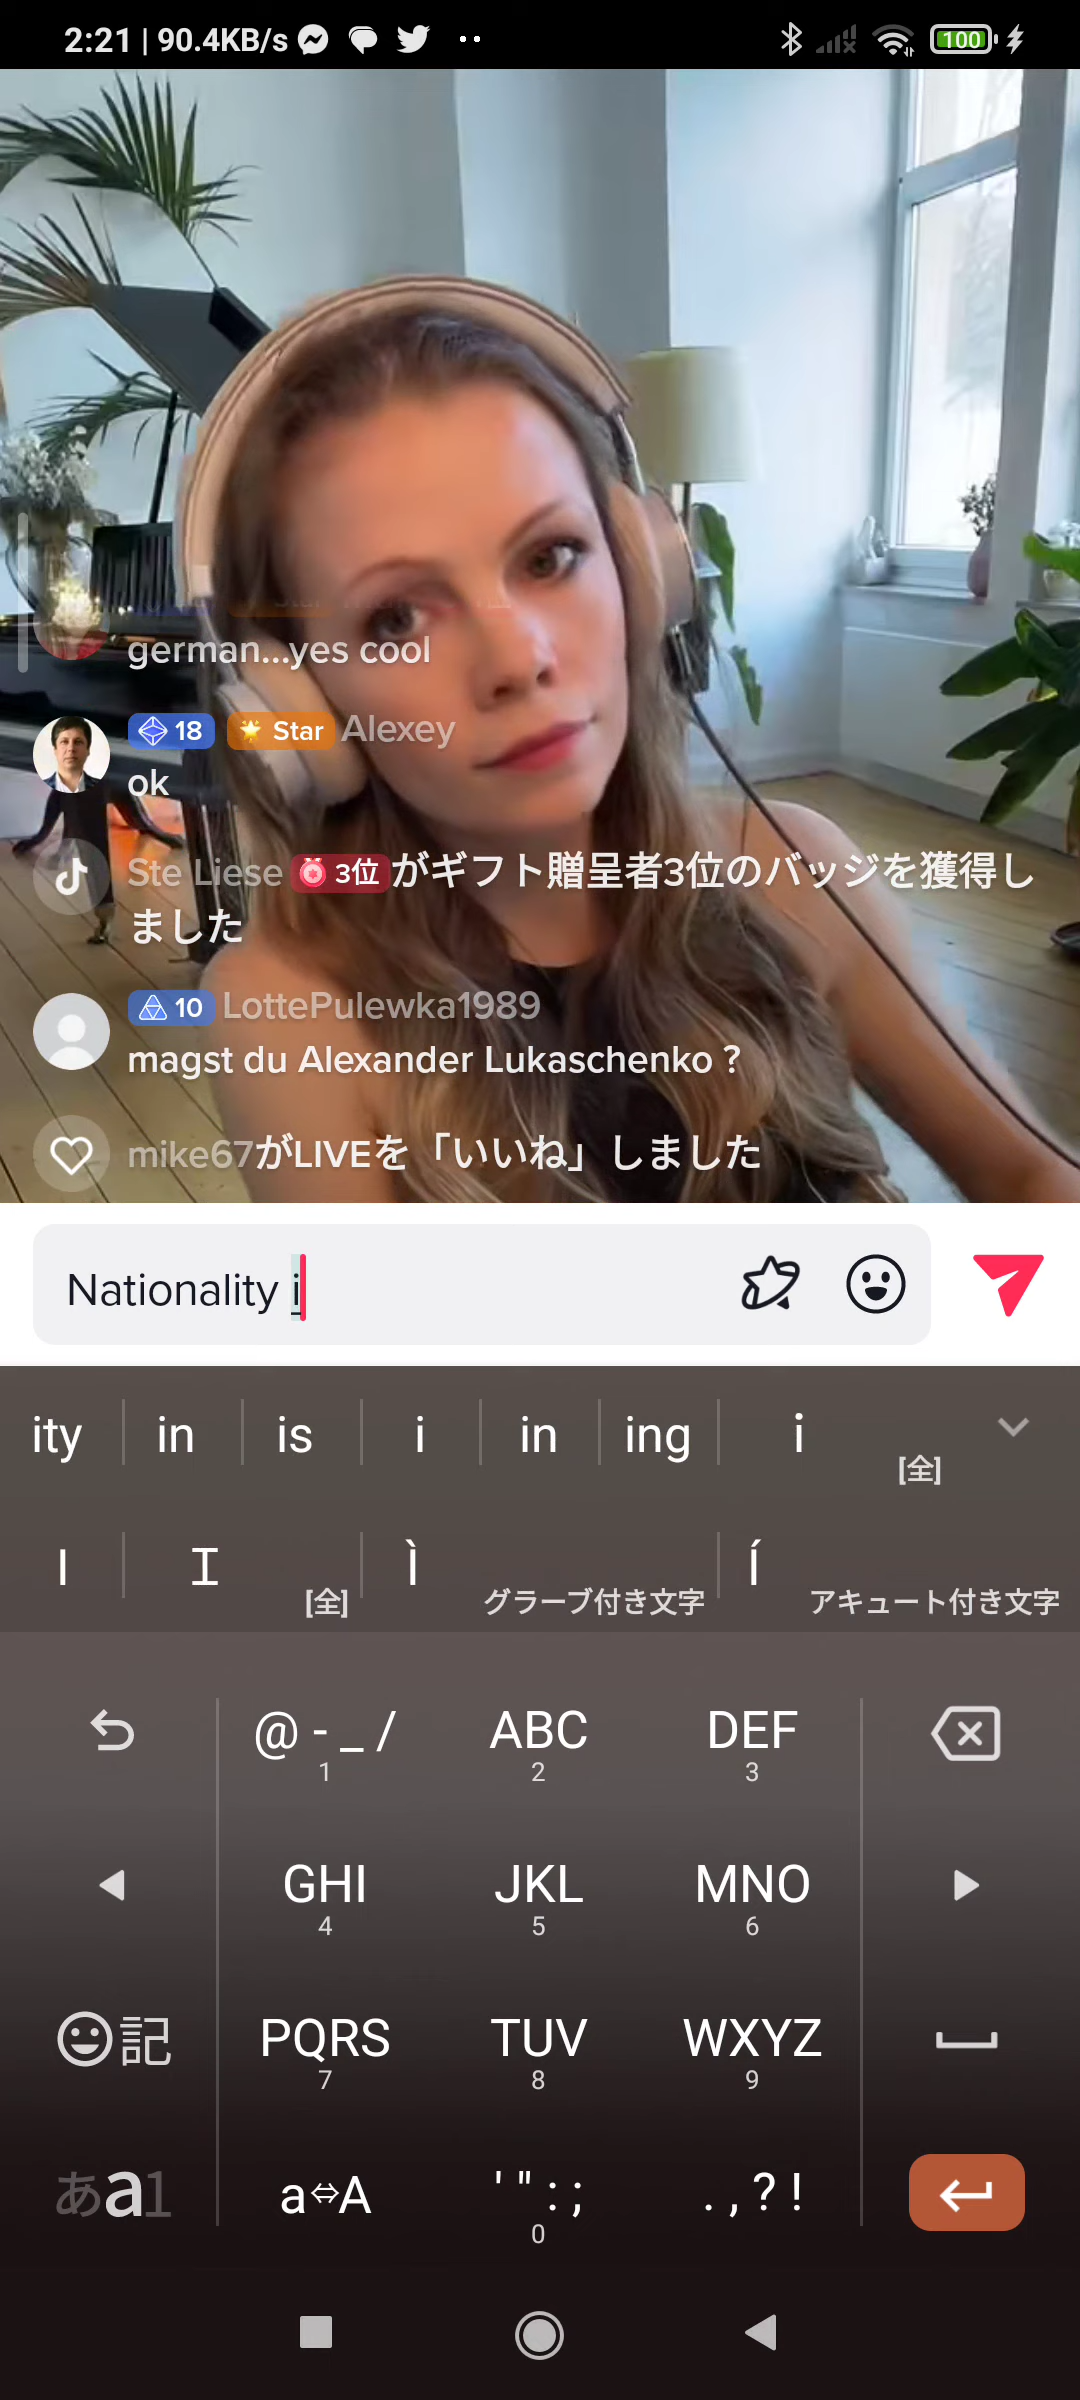 2:21 | 90.4KB/s
100
german...yes cool
18 Star Alexey
ok
Ste Liese 3位がギフト贈呈者3位のバッジを獲得し
ました
10 LottePulewka1989
magst du Alexander Lukaschenko ?
mike67がLIVEを「いいね」しました
Nationality i
ity in is i in ing i [全]
I I [全] Ì グラーブ付き文字 Í アキュート付き文字
@ - _ / ABC DEF
1 2 3
GHI JKL MNO
4 5 6
記 PQRS TUV WXYZ
7 8 9
あa1 a⇔A ' " : ; . , ? !
0